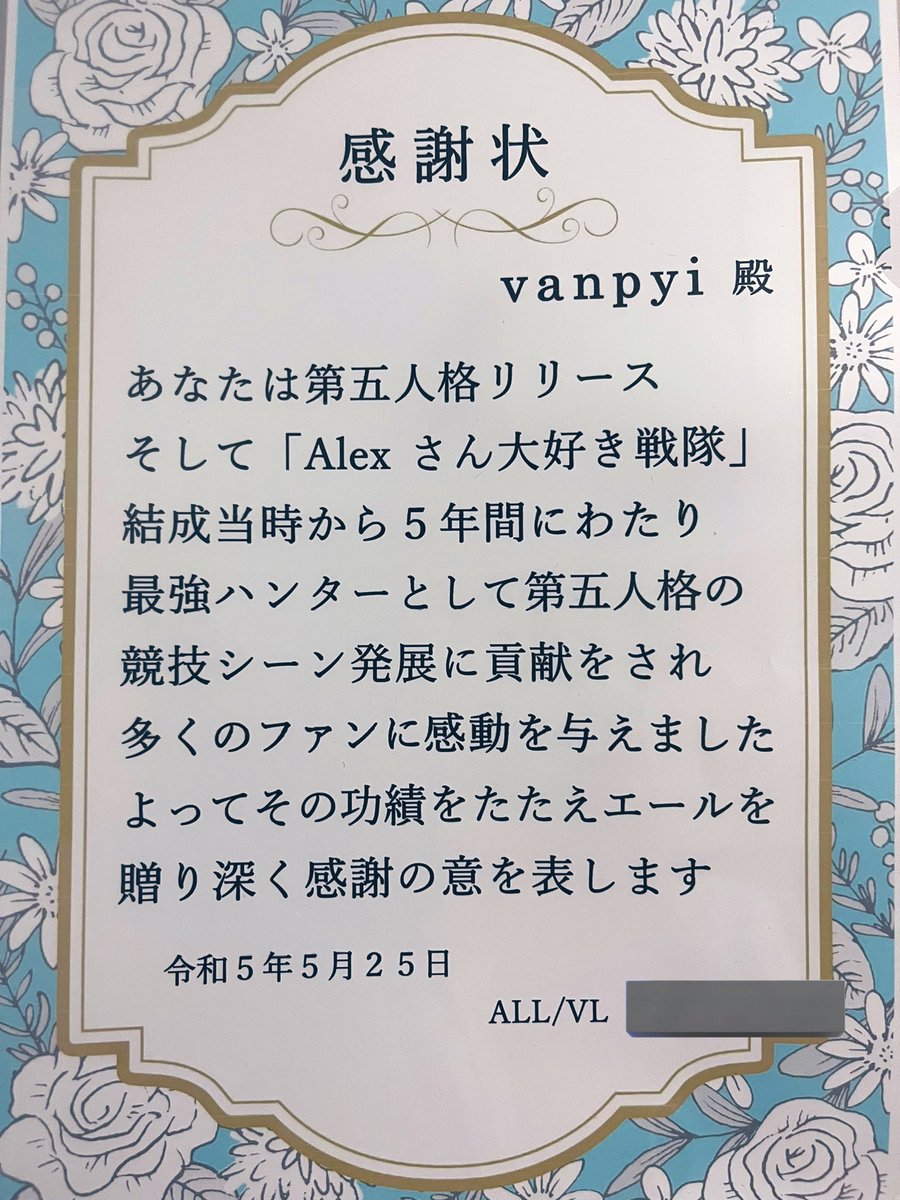 感謝状
vanpyi 殿
あなたは第五人格リリース
そして「Alex さん大好き戦隊」
結成当時から５年間にわたり
最強ハンターとして第五人格の
競技シーン発展に貢献をされ
多くのファンに感動を与えました
よってその功績をたたえエールを
贈り深く感謝の意を表します
令和５年５月２５日
ALL/VL